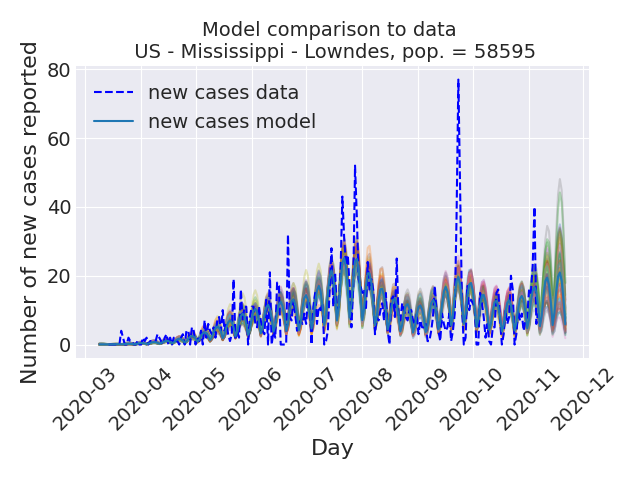 Model comparison to data
US - Mississippi - Lowndes, pop. = 58595
Number of new cases reported
80
60
40
20
0
new cases data
new cases model
2020-03
2020-04
2020-05
2020-06
2020-07
2020-08
2020-09
2020-10
2020-11
2020-12
Day